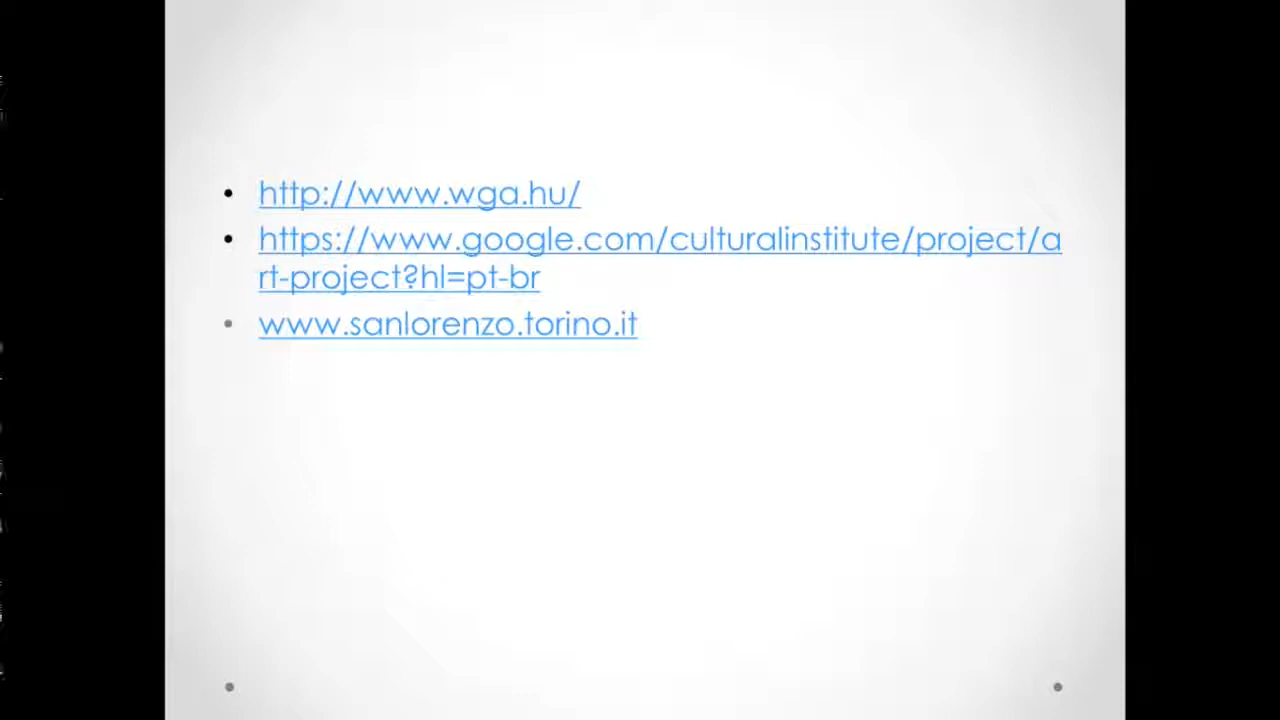 http://www.wga.hu/
https://www.google.com/culturalinstitute/project/a
rt-project?hl=pt-br
www.sanlorenzo.torino.it